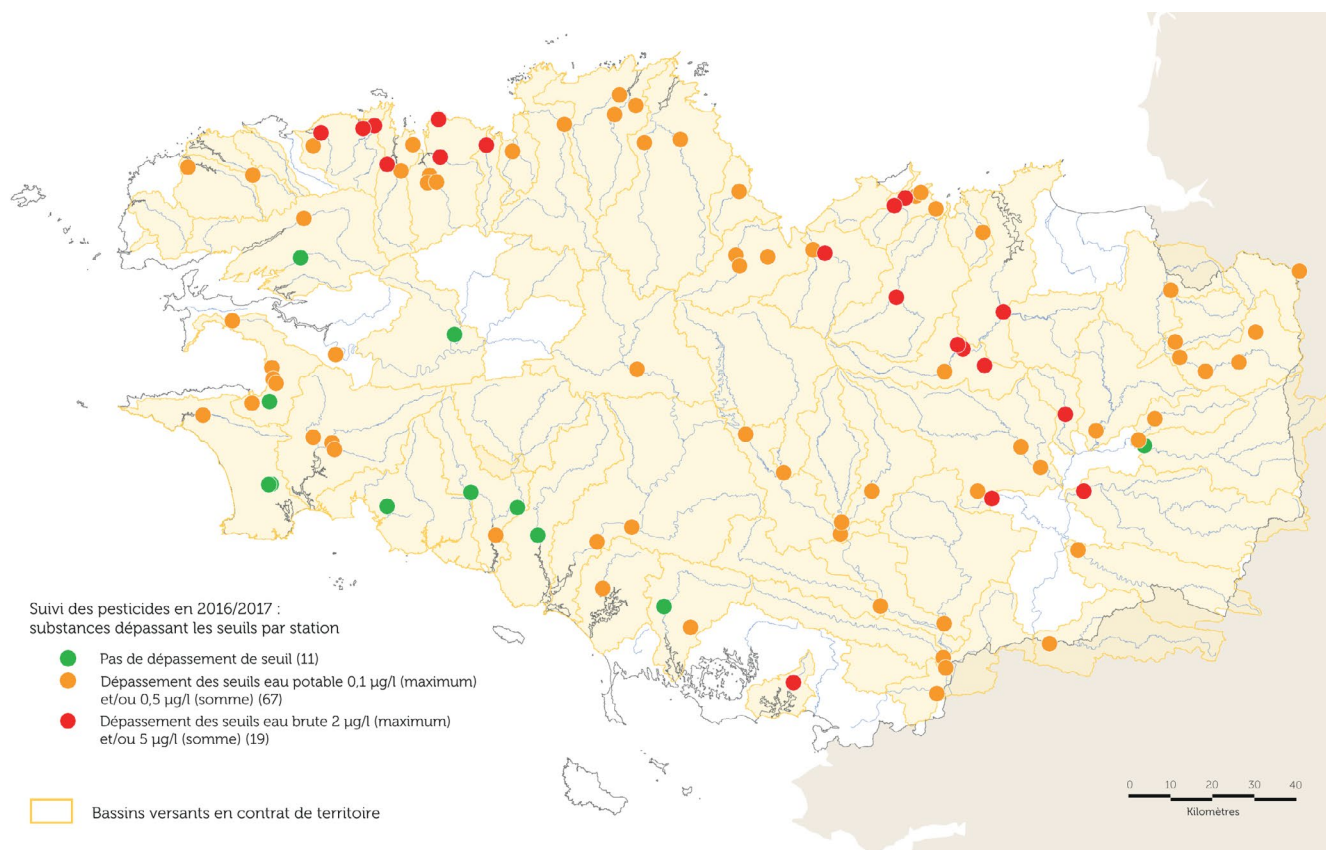 Suivi des pesticides en 2016/2017 :
substances dépassant les seuils par station
Pas de dépassement de seuil (11)
Dépassement des seuils eau potable 0,1 µg/l (maximum)
et/ou 0,5 µg/l (somme) (67)
Dépassement des seuils eau brute 2 µg/l (maximum)
et/ou 5 µg/l (somme) (19)
Bassins versants en contrat de territoire
0 10 20 30 40
Kilomètres